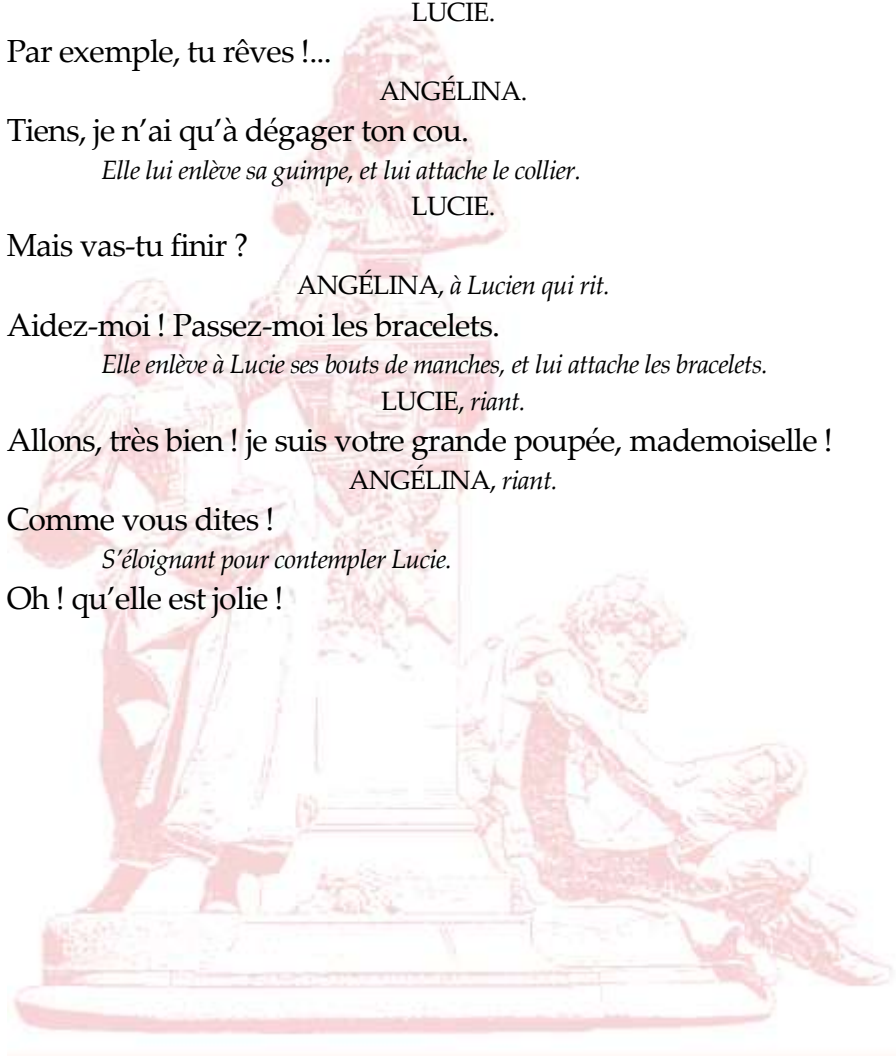 LUCIE.
Par exemple, tu rêves !...
ANGÉLINA.
Tiens, je n’ai qu’à dégager ton cou.
Elle lui enlève sa guimpe, et lui attache le collier.
LUCIE.
Mais vas-tu finir ?
ANGÉLINA, à Lucien qui rit.
Aidez-moi ! Passez-moi les bracelets.
Elle enlève à Lucie ses bouts de manches, et lui attache les bracelets.
LUCIE, riant.
Allons, très bien ! je suis votre grande poupée, mademoiselle !
ANGÉLINA, riant.
Comme vous dites !
S’éloignant pour contempler Lucie.
Oh ! qu’elle est jolie !